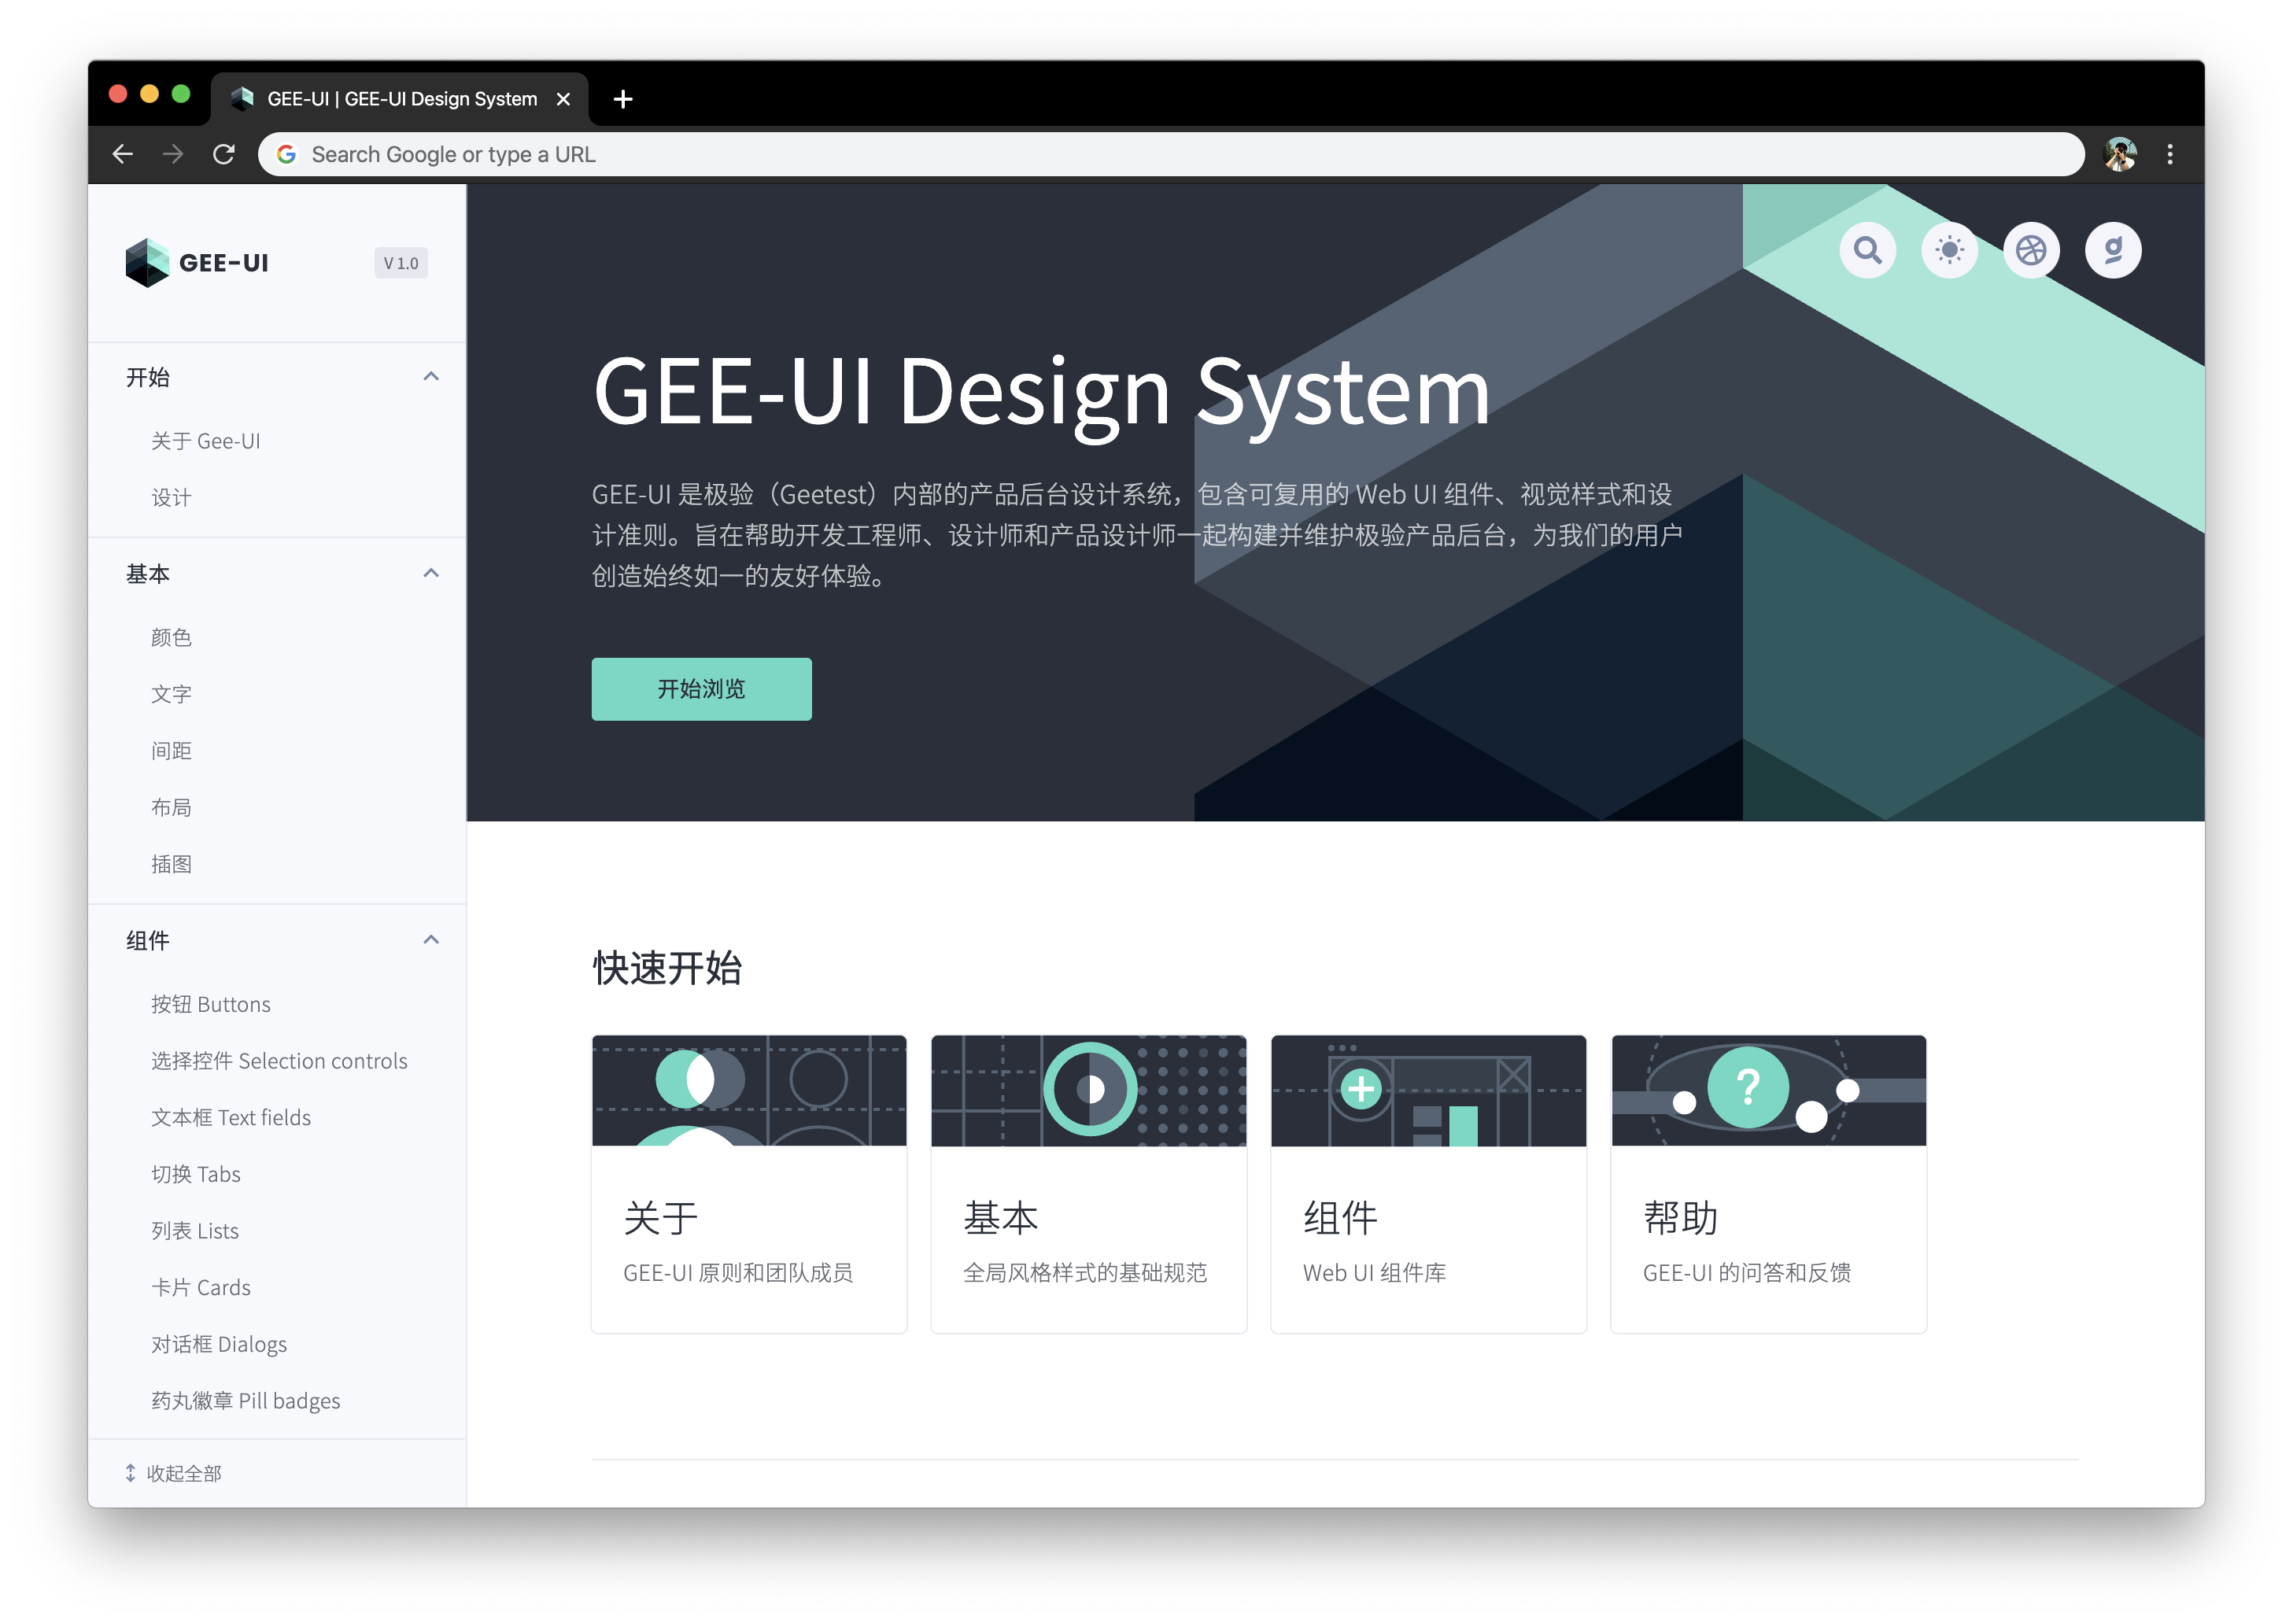 GEE-UI | GEE-UI Design System
Search Google or type a URL
GEE-UI
V 1.0
开始
关于 Gee-UI
设计
基本
颜色
文字
间距
布局
插图
组件
按钮 Buttons
选择控件 Selection controls
文本框 Text fields
切换 Tabs
列表 Lists
卡片 Cards
对话框 Dialogs
药丸徽章 Pill badges
收起全部
GEE-UI Design System
GEE-UI 是极验（Geetest）内部的产品后台设计系统，包含可复用的 Web UI 组件、视觉样式和设
计准则。旨在帮助开发工程师、设计师和产品设计师一起构建并维护极验产品后台，为我们的用户
创造始终如一的友好体验。
开始浏览
快速开始
关于
GEE-UI 原则和团队成员
基本
全局风格样式的基础规范
组件
Web UI 组件库
?
帮助
GEE-UI 的问答和反馈